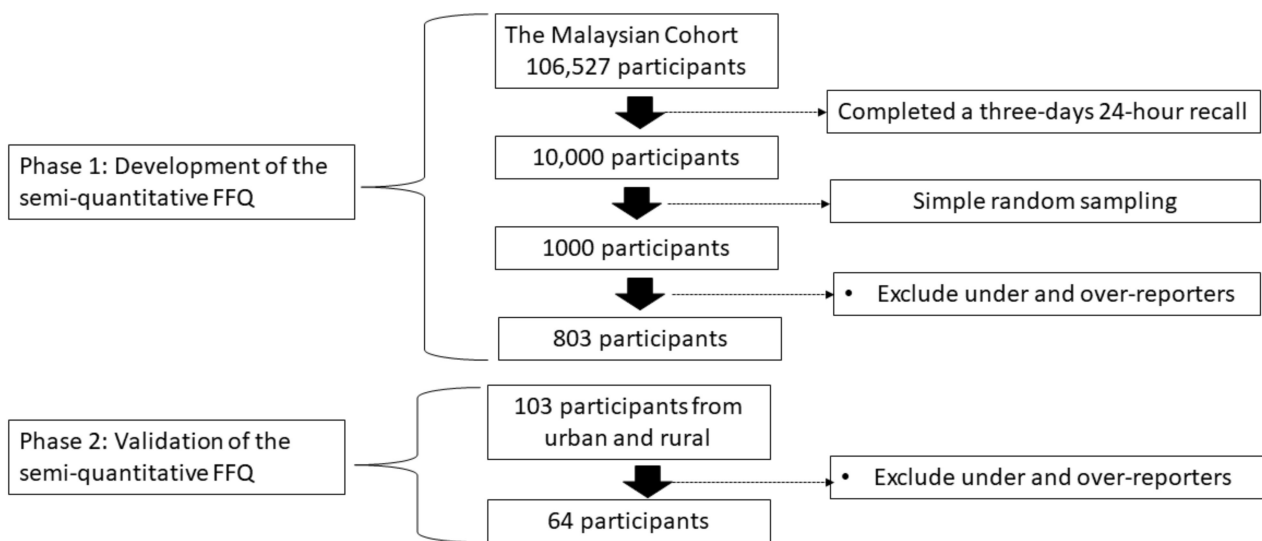 The Malaysian Cohort
106,527 participants
Completed a three-days 24-hour recall
Phase 1: Development of the
semi-quantitative FFQ
10,000 participants
Simple random sampling
1000 participants
• Exclude under and over-reporters
803 participants
Phase 2: Validation of the
semi-quantitative FFQ
103 participants from
urban and rural
• Exclude under and over-reporters
64 participants